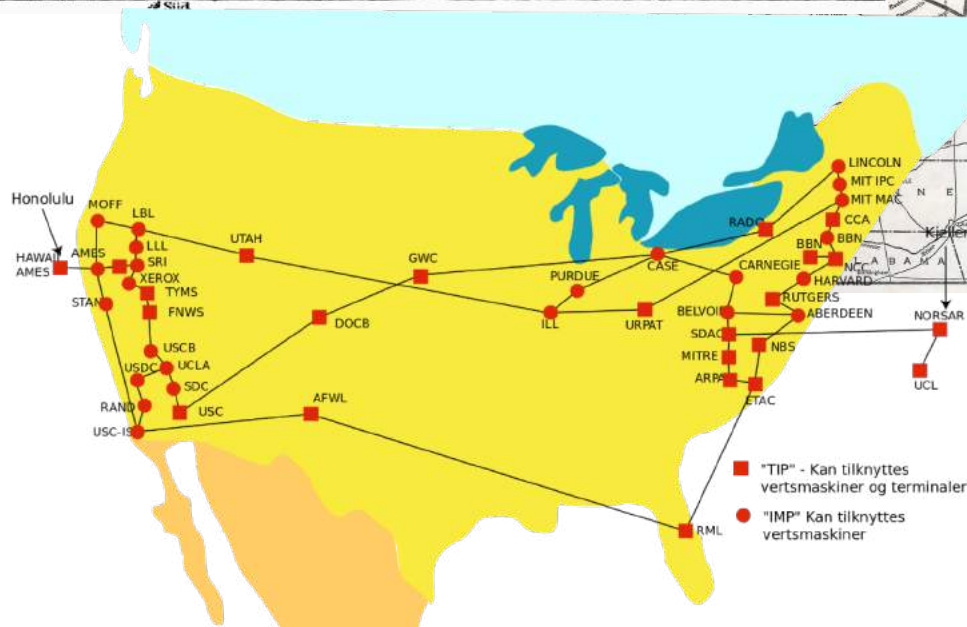 Süd.
LINCOLN
MIT IPC
MIT MAC
CCA
BBN
BBN
HARVARD
RUTGERS
ABERDEEN
NORSAR
UCL
Kjeller
ALABAMA
Honolulu
MOFF
LBL
LLL
HAWAII
AMES
AMES
SRI
XEROX
TYMS
STAN
FNWS
UTAH
GWC
DOCB
PURDUE
ILL
URPAT
CASE
RADC
CARNEGIE
BELVOIR
SDAC
NBS
MITRE
ARPA
ETAC
USCB
USDC
UCLA
SDC
RAND
USC
USC-IS
AFWL
RML
"TIP" - Kan tilknyttes
vertsmaskiner og terminaler
"IMP" Kan tilknyttes
vertsmaskiner